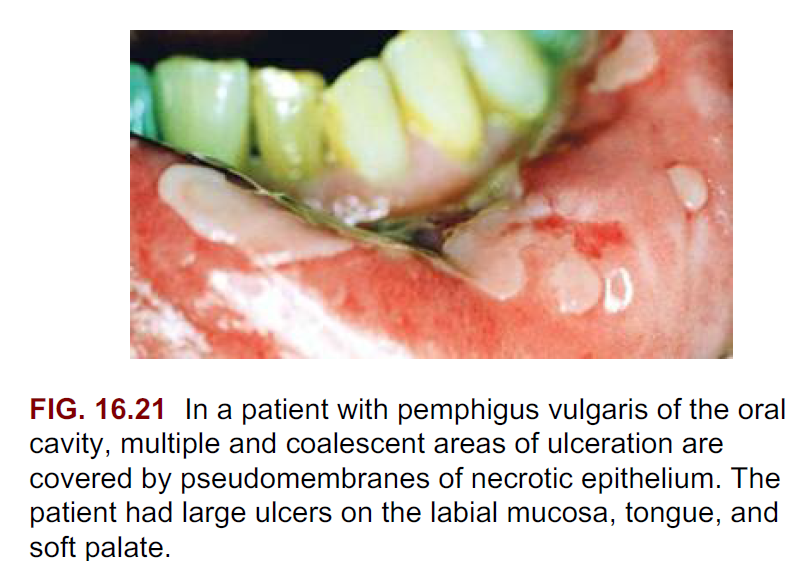 FIG. 16.21 In a patient with pemphigus vulgaris of the oral
cavity, multiple and coalescent areas of ulceration are
covered by pseudomembranes of necrotic epithelium. The
patient had large ulcers on the labial mucosa, tongue, and
soft palate.